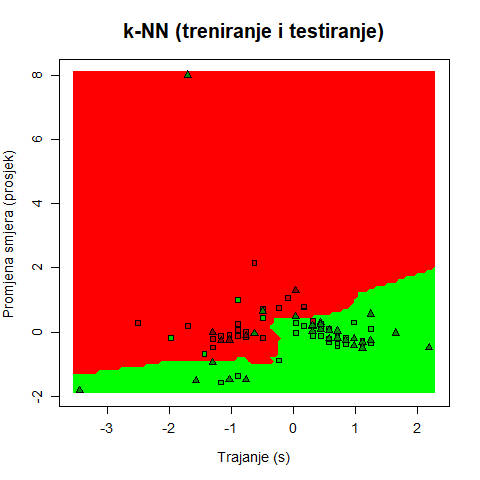 k-NN (treniranje i testiranje)
Promjena smjera (prosjek)
8
6
4
2
0
-2
-3 -2 -1 0 1 2
Trajanje (s)